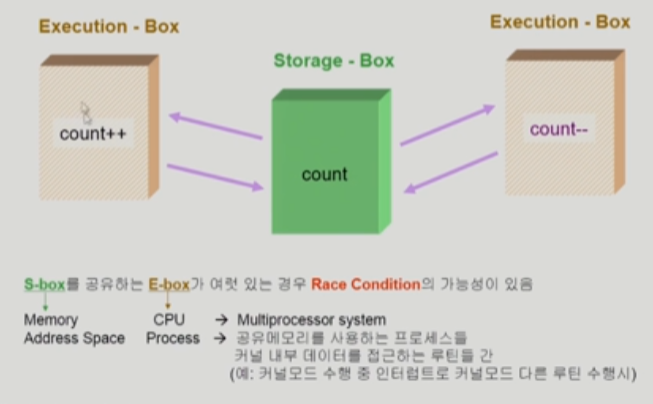 Execution - Box
Execution - Box
Storage - Box
count++
count--
count
S-box를 공유하는 E-box가 여럿 있는 경우 Race Condition의 가능성이 있음
Memory CPU → Multiprocessor system
Address Space Process → 공유메모리를 사용하는 프로세스들
커널 내부 데이터를 접근하는 루틴들 간
(예: 커널모드 수행 중 인터럽트로 커널모드 다른 루틴 수행시)